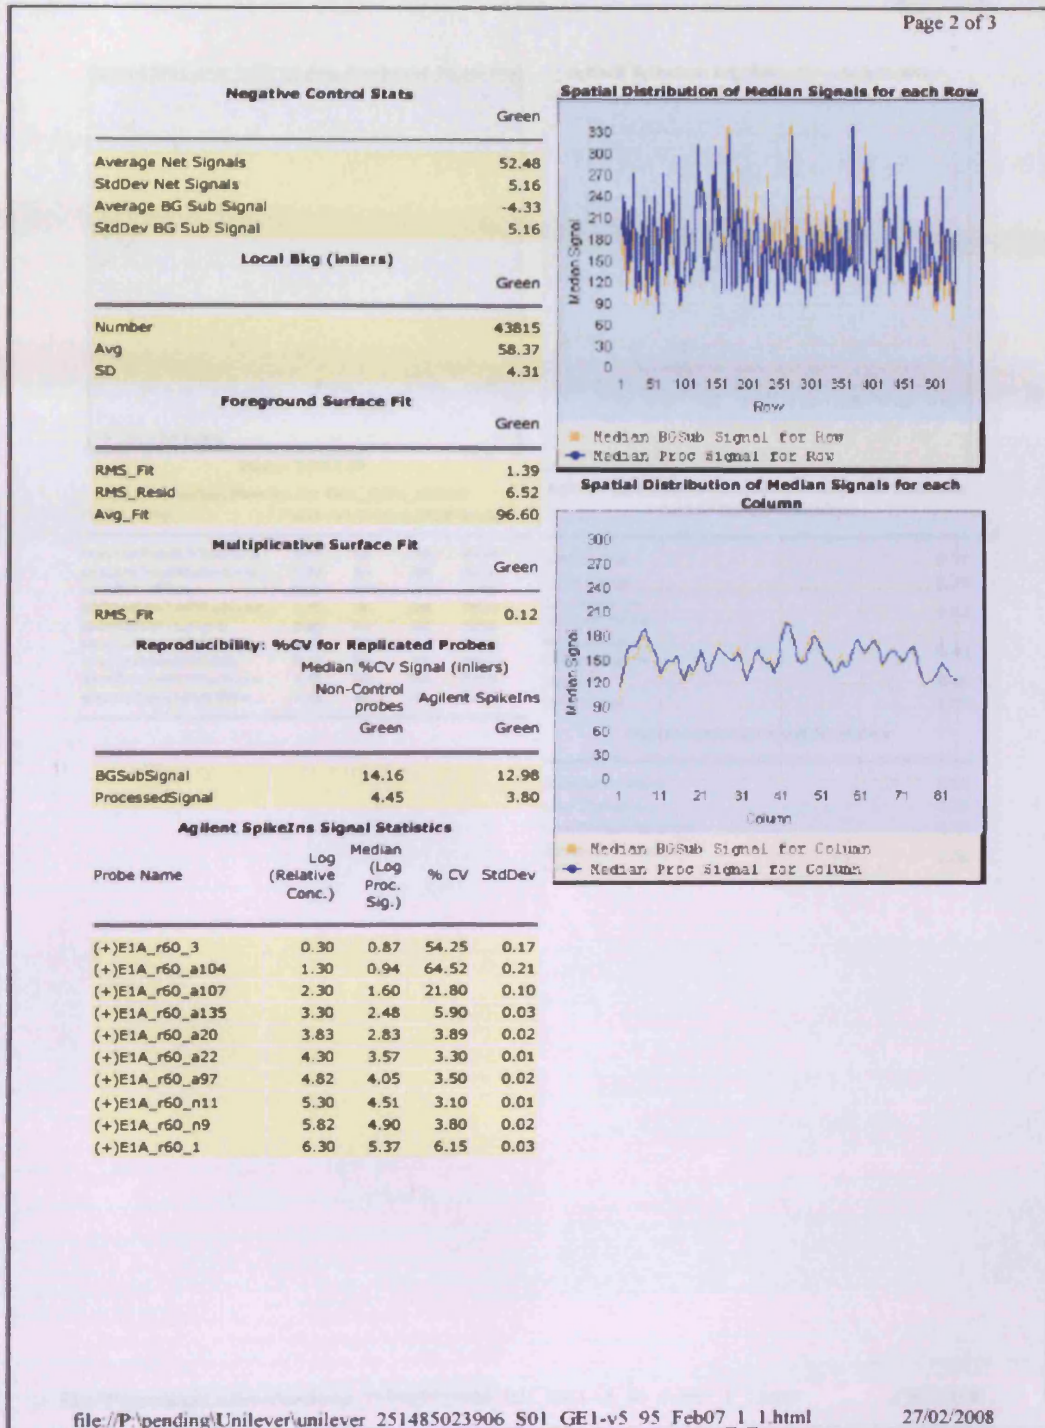 Page 2 of 3
Negative Control Stats
Green
Average Net Signals 52.48
StdDev Net Signals 5.16
Average BG Sub Signal -4.33
StdDev BG Sub Signal 5.16
Local Bkg (inliers)
Green
Number 43815
Avg 58.37
SD 4.31
Foreground Surface Fit
Green
RMS_Fit 1.39
RMS_Resid 6.52
Avg_Fit 96.60
Multiplicative Surface Fit
Green
RMS_Fit 0.12
Reproducibility: %CV for Replicated Probes
Median %CV Signal (inliers)
Non-Control probes Agilent SpikeIns
Green Green
BGSubSignal 14.16 12.98
ProcessedSignal 4.45 3.80
Agilent SpikeIns Signal Statistics
Probe Name Log (Relative Conc.) Median (Log Proc. Sig.) % CV StdDev
(+)E1A_r60_3 0.30 0.87 54.25 0.17
(+)E1A_r60_a104 1.30 0.94 64.52 0.21
(+)E1A_r60_a107 2.30 1.60 21.80 0.10
(+)E1A_r60_a135 3.30 2.48 5.90 0.03
(+)E1A_r60_a20 3.83 2.83 3.89 0.02
(+)E1A_r60_a22 4.30 3.57 3.30 0.01
(+)E1A_r60_a97 4.82 4.05 3.50 0.02
(+)E1A_r60_n11 5.30 4.51 3.10 0.01
(+)E1A_r60_n9 5.82 4.90 3.80 0.02
(+)E1A_r60_1 6.30 5.37 6.15 0.03
Spatial Distribution of Median Signals for each Row
Median Signal
330
300
270
240
210
180
150
120
90
60
30
0
1 51 101 151 201 251 301 351 401 451 501
Row
Median BGSub Signal for Row
Median Proc Signal for Row
Spatial Distribution of Median Signals for each
Column
Median Signal
300
270
240
210
180
150
120
90
60
30
0
1 11 21 31 41 51 61 71 81
Column
Median BGSub Signal for Column
Median Proc Signal for Column
file://P:\pending\Unilever\unilever_251485023906_S01_GE1-v5_95_Feb07_1_1.html 27/02/2008